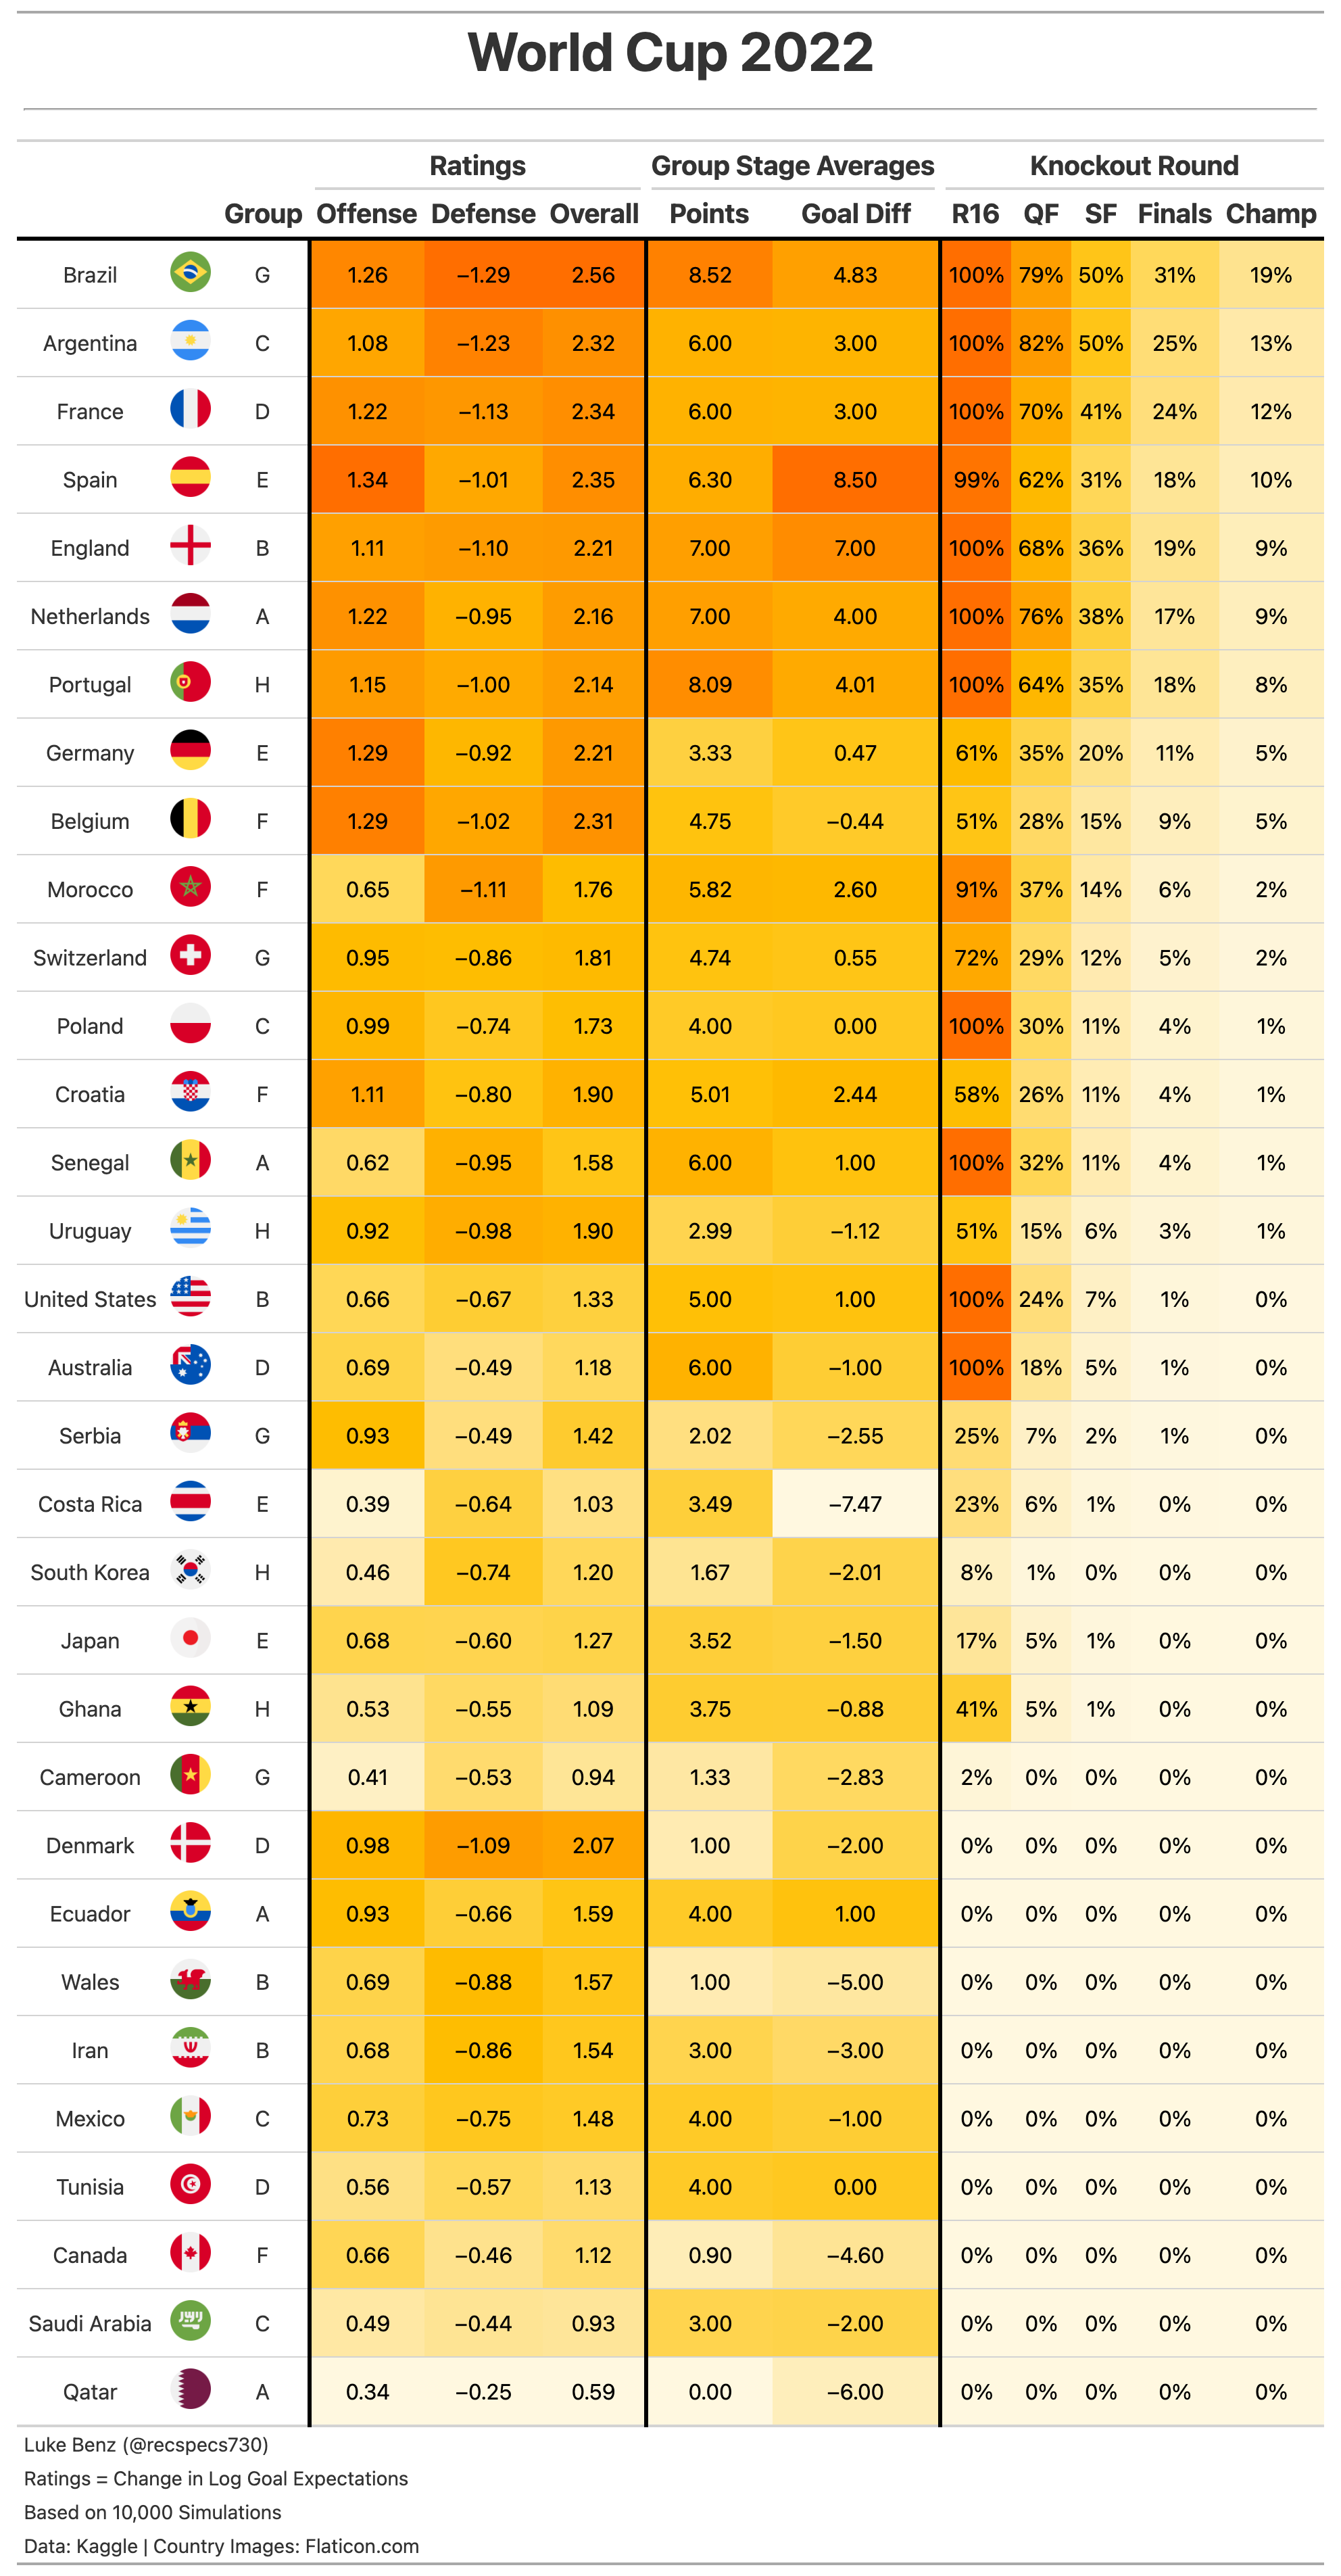 World Cup 2022
Ratings Group Stage Averages Knockout Round
Group Offense Defense Overall Points Goal Diff R16 QF SF Finals Champ
Brazil G 1.26 −1.29 2.56 8.52 4.83 100% 79% 50% 31% 19%
Argentina C 1.08 −1.23 2.32 6.00 3.00 100% 82% 50% 25% 13%
France D 1.22 −1.13 2.34 6.00 3.00 100% 70% 41% 24% 12%
Spain E 1.34 −1.01 2.35 6.30 8.50 99% 62% 31% 18% 10%
England B 1.11 −1.10 2.21 7.00 7.00 100% 68% 36% 19% 9%
Netherlands A 1.22 −0.95 2.16 7.00 4.00 100% 76% 38% 17% 9%
Portugal H 1.15 −1.00 2.14 8.09 4.01 100% 64% 35% 18% 8%
Germany E 1.29 −0.92 2.21 3.33 0.47 61% 35% 20% 11% 5%
Belgium F 1.29 −1.02 2.31 4.75 −0.44 51% 28% 15% 9% 5%
Morocco F 0.65 −1.11 1.76 5.82 2.60 91% 37% 14% 6% 2%
Switzerland G 0.95 −0.86 1.81 4.74 0.55 72% 29% 12% 5% 2%
Poland C 0.99 −0.74 1.73 4.00 0.00 100% 30% 11% 4% 1%
Croatia F 1.11 −0.80 1.90 5.01 2.44 58% 26% 11% 4% 1%
Senegal A 0.62 −0.95 1.58 6.00 1.00 100% 32% 11% 4% 1%
Uruguay H 0.92 −0.98 1.90 2.99 −1.12 51% 15% 6% 3% 1%
United States B 0.66 −0.67 1.33 5.00 1.00 100% 24% 7% 1% 0%
Australia D 0.69 −0.49 1.18 6.00 −1.00 100% 18% 5% 1% 0%
Serbia G 0.93 −0.49 1.42 2.02 −2.55 25% 7% 2% 1% 0%
Costa Rica E 0.39 −0.64 1.03 3.49 −7.47 23% 6% 1% 0% 0%
South Korea H 0.46 −0.74 1.20 1.67 −2.01 8% 1% 0% 0% 0%
Japan E 0.68 −0.60 1.27 3.52 −1.50 17% 5% 1% 0% 0%
Ghana H 0.53 −0.55 1.09 3.75 −0.88 41% 5% 1% 0% 0%
Cameroon G 0.41 −0.53 0.94 1.33 −2.83 2% 0% 0% 0% 0%
Denmark D 0.98 −1.09 2.07 1.00 −2.00 0% 0% 0% 0% 0%
Ecuador A 0.93 −0.66 1.59 4.00 1.00 0% 0% 0% 0% 0%
Wales B 0.69 −0.88 1.57 1.00 −5.00 0% 0% 0% 0% 0%
Iran B 0.68 −0.86 1.54 3.00 −3.00 0% 0% 0% 0% 0%
Mexico C 0.73 −0.75 1.48 4.00 −1.00 0% 0% 0% 0% 0%
Tunisia D 0.56 −0.57 1.13 4.00 0.00 0% 0% 0% 0% 0%
Canada F 0.66 −0.46 1.12 0.90 −4.60 0% 0% 0% 0% 0%
Saudi Arabia C 0.49 −0.44 0.93 3.00 −2.00 0% 0% 0% 0% 0%
Qatar A 0.34 −0.25 0.59 0.00 −6.00 0% 0% 0% 0% 0%
Luke Benz (@recspecs730)
Ratings = Change in Log Goal Expectations
Based on 10,000 Simulations
Data: Kaggle | Country Images: Flaticon.com